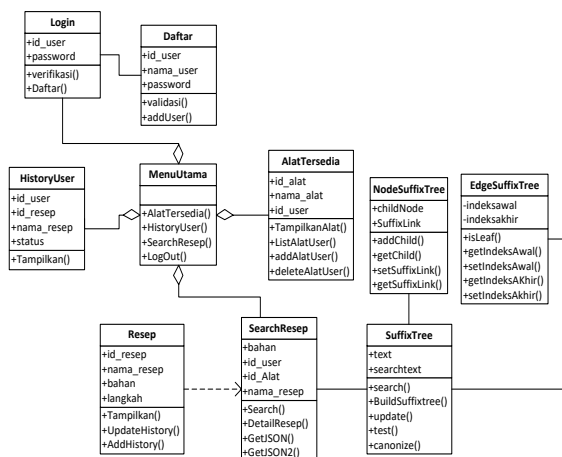 Login
+id_user
+password
+verifikasi()
+Daftar()
Daftar
+id_user
+nama_user
+password
+validasi()
+addUser()
HistoryUser
+id_user
+id_resep
+nama_resep
+status
+Tampilkan()
MenuUtama
+AlatTersedia()
+HistoryUser()
+SearchResep()
+LogOut()
AlatTersedia
+id_alat
+nama_alat
+id_user
+TampilkanAlat()
+ListAlatUser()
+addAlatUser()
+deleteAlatUser()
NodeSuffixTree
+childNode
+SuffixLink
+addChild()
+getChild()
+setSuffixLink()
+getSuffixLink()
EdgeSuffixTree
-indeksawal
-indeksakhir
+isLeaf()
+getIndeksAwal()
+setIndeksAwal()
+getIndeksAKhir()
+setIndeksAkhir()
Resep
+id_resep
+nama_resep
+bahan
+langkah
+Tampilkan()
+UpdateHistory()
+AddHistory()
SearchResep
+bahan
+id_user
+id_Alat
+nama_resep
+Search()
+DetailResep()
+GetJSON()
+GetJSON2()
SuffixTree
+text
+searchtext
+search()
+BuildSuffixtree()
+update()
+test()
+canonize()